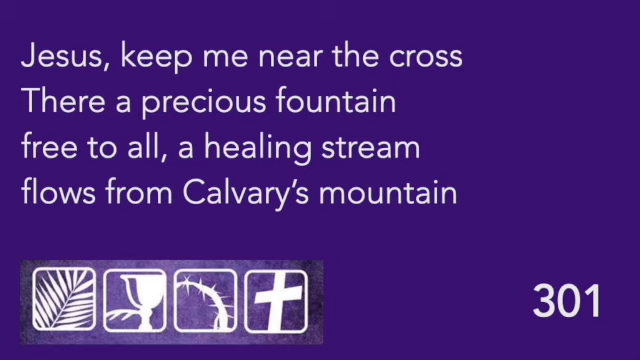 Jesus, keep me near the cross
There a precious fountain
free to all, a healing stream
flows from Calvary's mountain
301